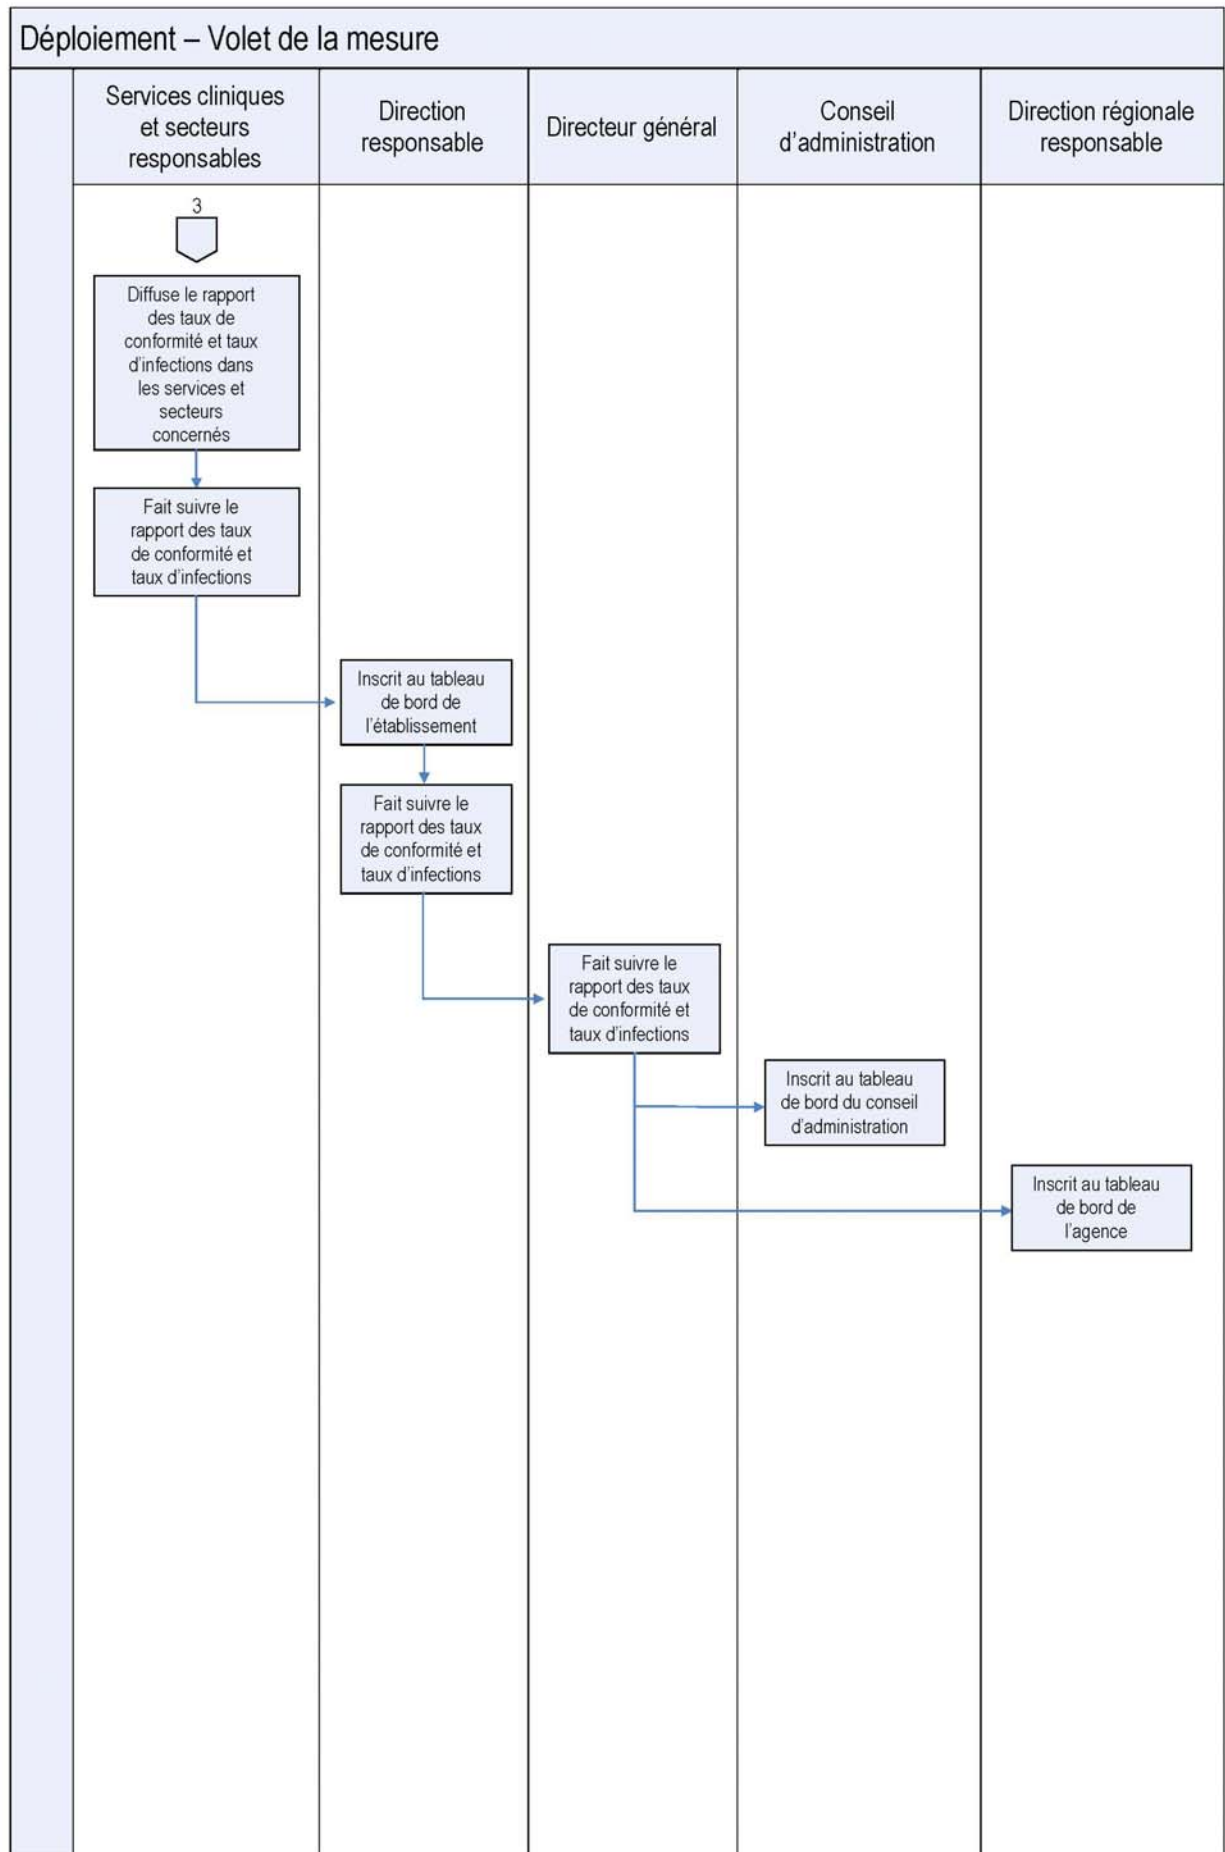 Déploiement – Volet de la mesure
Services cliniques
et secteurs
responsables
Direction
responsable
Directeur général
Conseil
d'administration
Direction régionale
responsable
3
Diffuse le rapport
des taux de
conformité et taux
d'infections dans
les services et
secteurs
concernés
Fait suivre le
rapport des taux
de conformité et
taux d'infections
Inscrit au tableau
de bord de
l'établissement
Fait suivre le
rapport des taux
de conformité et
taux d'infections
Fait suivre le
rapport des taux
de conformité et
taux d'infections
Inscrit au tableau
de bord du conseil
d'administration
Inscrit au tableau
de bord de
l'agence